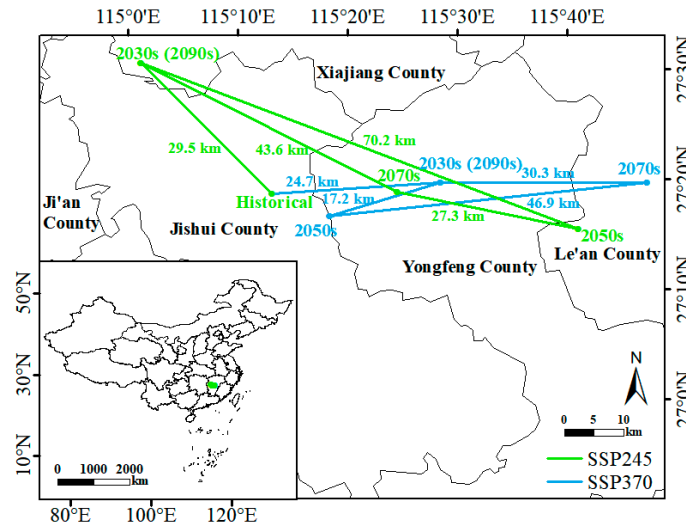 115°0'
115°10'
115°20'
115°30'
115°40'
2030s (2090s)
Xiajiang County
27°30'N
70.2 km
29.5 km
43.6 km
2030s (2090s)
24.7 km
2070s
30.3 km
2070s
27°20'N
Ji'an
County
Historical
17.2 km
46.9 km
Jishui County
2050s
27.3 km
2050s
Yongfeng County
Le'an County
27°10'N
50°N
30°N
10°N
N
27°0'N
0 5 10
km
0 1000 2000
km
SSP245
SSP370
80°E
100°E
120°E